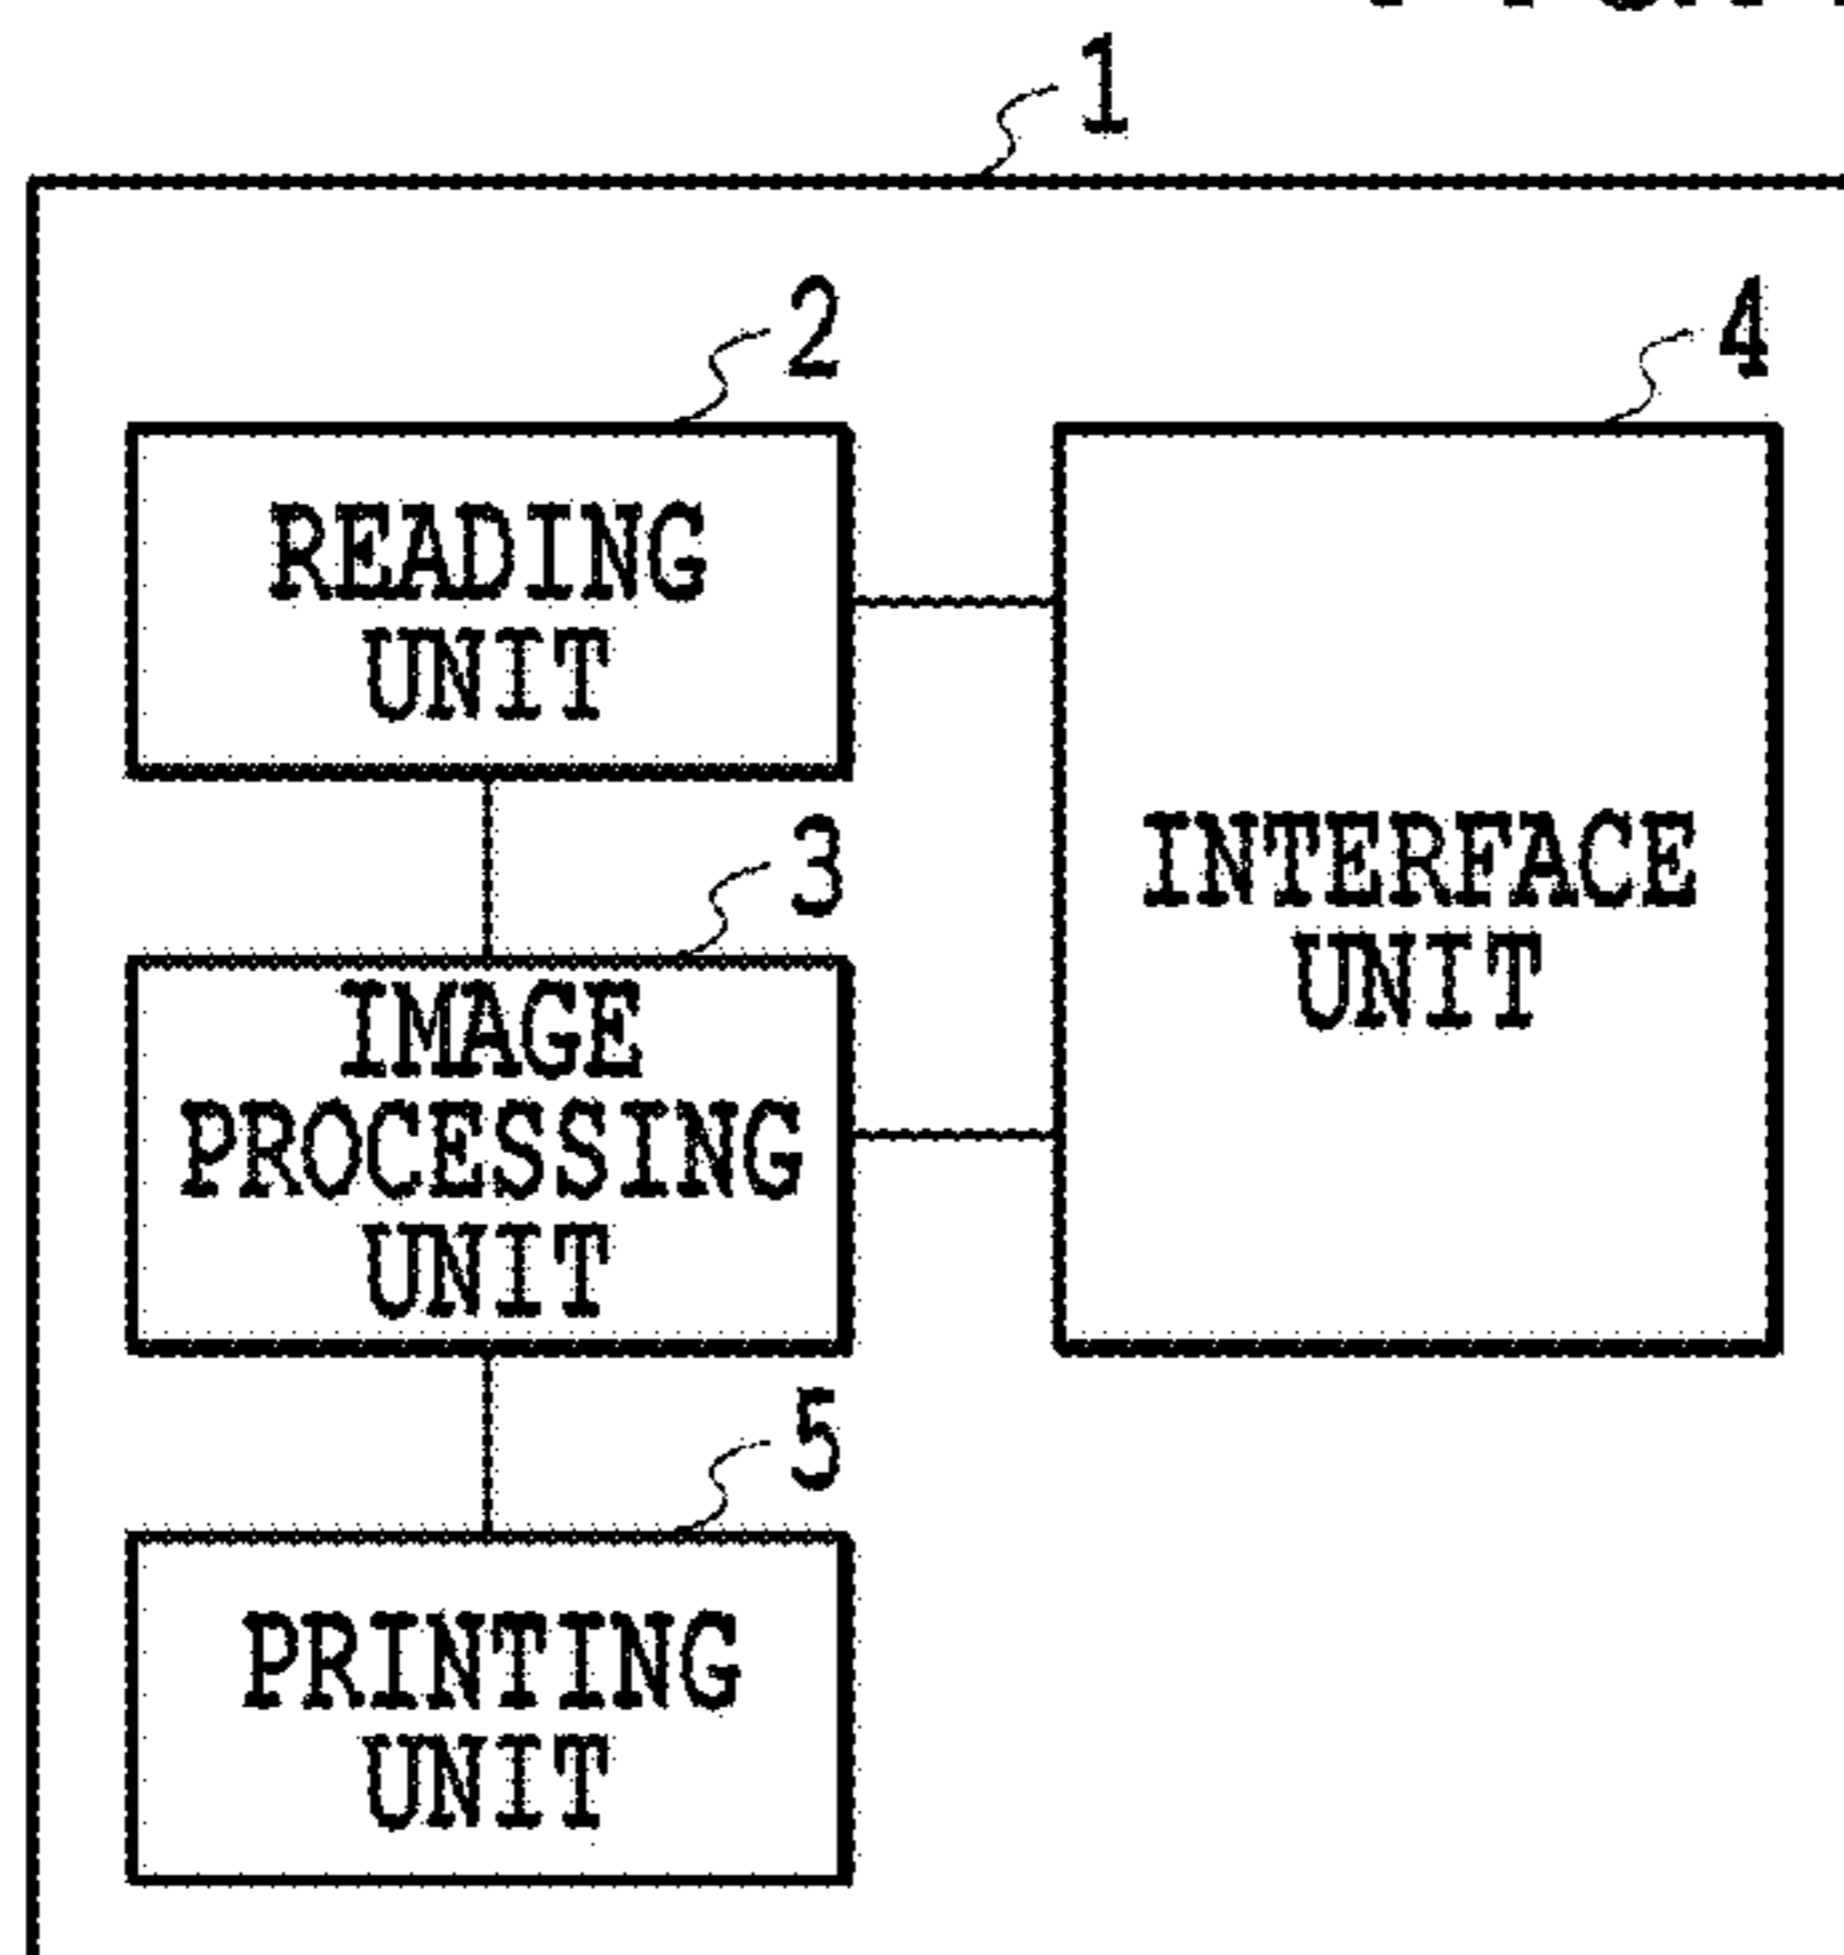 1
2
4
READING
UNIT
INTERFACE
UNIT
3
IMAGE
PROCESSING
UNIT
5
PRINTING
UNIT